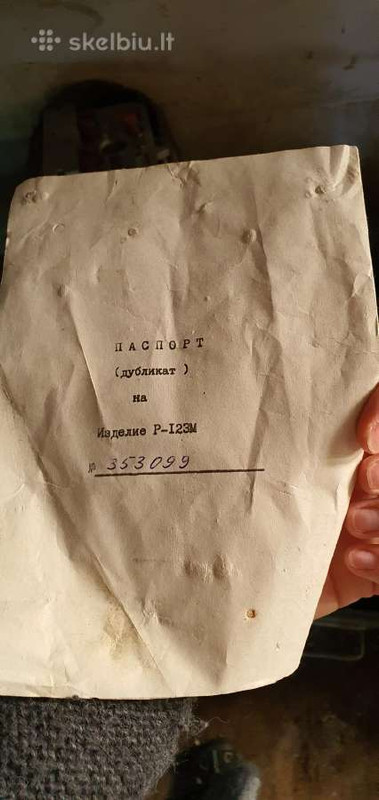 skelbiu.lt
ПАСПОРТ
(дубликат )
на
Изделие Р-123М
№ 353099